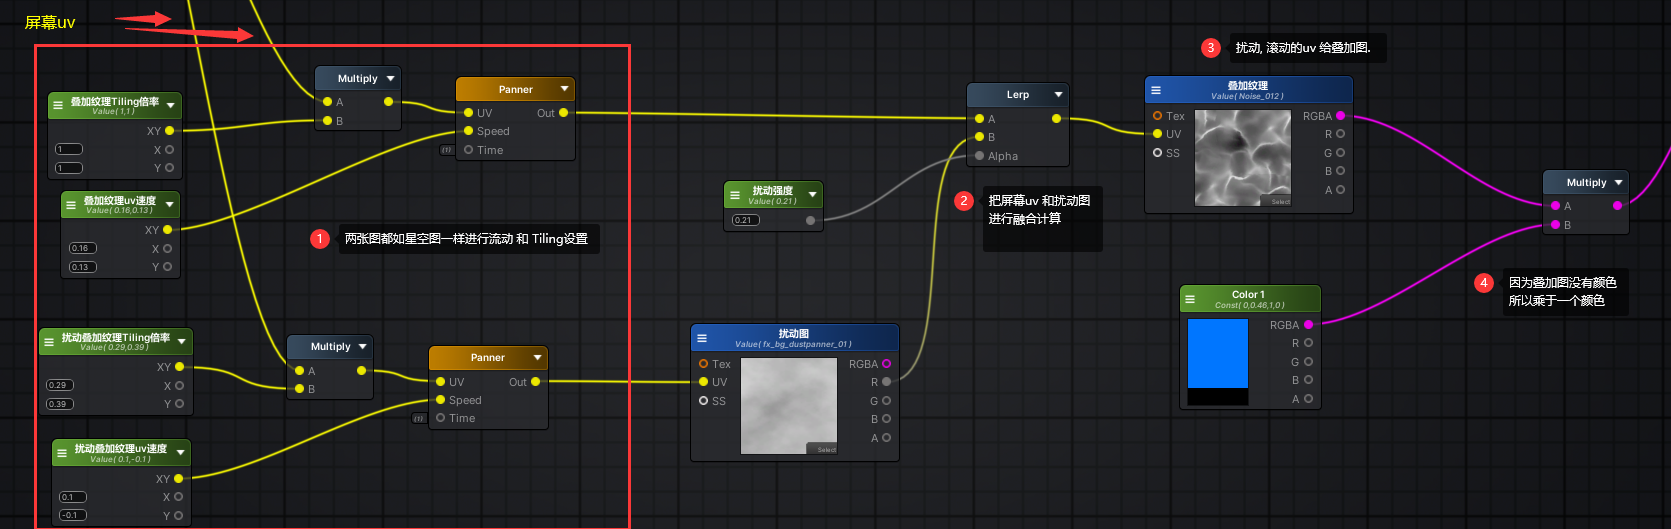 屏幕uv
叠加纹理Tiling倍率
Value( 1,1 )
XY
1
X
1
Y
Multiply
A
B
Panner
UV
Out
Speed
(1)
Time
叠加纹理uv速度
Value( 0.16,0.13 )
XY
0.16
X
0.13
Y
1
两张图都如星空图一样进行流动 和 Tiling设置
扰动叠加纹理Tiling倍率
Value( 0.29,0.39 )
XY
0.29
X
0.39
Y
Multiply
A
B
Panner
UV
Out
Speed
(1)
Time
扰动叠加纹理uv速度
Value( 0.1,-0.1 )
XY
0.1
X
-0.1
Y
扰动强度
Value( 0.21 )
0.21
扰动图
Value( fx_bg_dustpanner_01 )
Tex
RGBA
UV
R
SS
G
B
A
Select
Lerp
A
B
Alpha
2
把屏幕uv 和扰动图
进行融合计算
3
扰动, 滚动的uv 给叠加图.
叠加纹理
Value( Noise_012 )
Tex
RGBA
UV
R
SS
G
B
A
Select
Color 1
Const( 0,0.46,1,0 )
RGBA
R
G
B
A
Multiply
A
B
4
因为叠加图没有颜色
所以乘于一个颜色